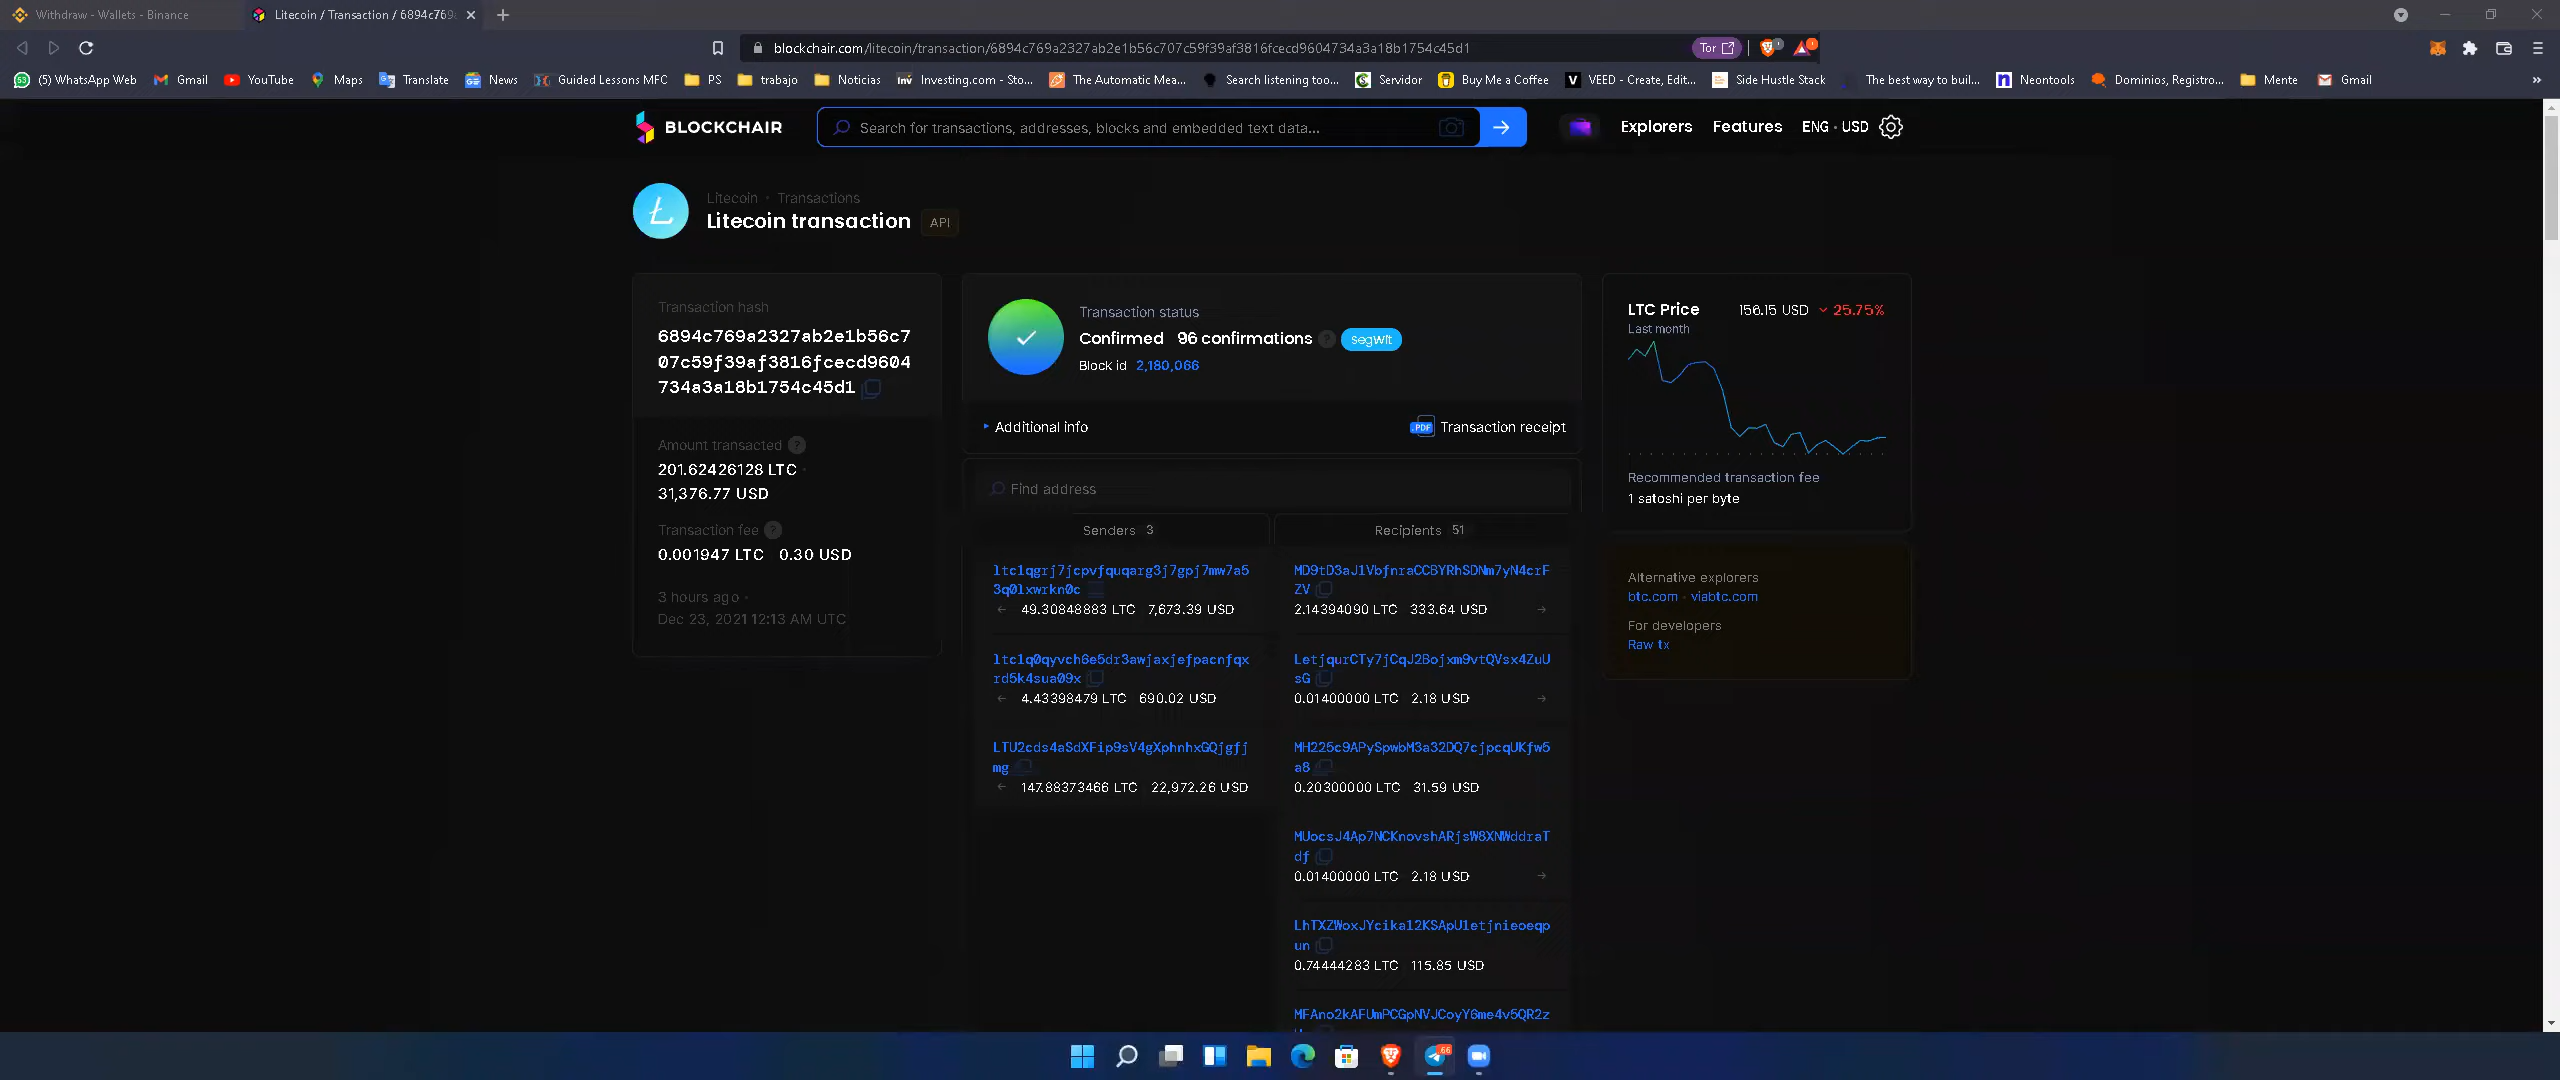 Withdraw - Wallets - Binance
Litecoin / Transaction / 6894c769
blockchair.com/litecoin/transaction/6894c769a2327ab2e1b56c707c59f39af3816fcecd9604734a3a18b1754c45d1
Tor
(5) WhatsApp Web Gmail YouTube Maps Translate News Guided Lessons MFC PS trabajo Noticias Investing.com - Sto... The Automatic Mea... Search listening too... Servidor Buy Me a Coffee VEED - Create, Edit... Side Hustle Stack The best way to buil... Neontools Dominios, Registro... Mente Gmail
BLOCKCHAIR
Search for transactions, addresses, blocks and embedded text data...
Explorers Features ENG · USD
Litecoin · Transactions
Litecoin transaction API
Transaction hash
6894c769a2327ab2e1b56c7
07c59f39af3816fcecd9604
734a3a18b1754c45d1
Amount transacted ?
201.62426128 LTC ·
31,376.77 USD
Transaction fee ?
0.001947 LTC 0.30 USD
3 hours ago ·
Dec 23, 2021 12:13 AM UTC
Transaction status
Confirmed 96 confirmations ? segwit
Block id 2,180,066
Additional info
PDF Transaction receipt
Find address
Senders 3
ltc1qgrj7jcpvfquqarg3j7gpj7mw7a5
3q0lxwrkn0c
49.30848883 LTC 7,673.39 USD
ltc1q0qyvch6e5dr3awjaxjefpacnfqx
rd5k4sua09x
4.43398479 LTC 690.02 USD
LTU2cds4aSdXFip9sV4gXphnhxGQjgfj
mg
147.88373466 LTC 22,972.26 USD
Recipients 51
MD9tD3aJ1VbfnraCCBYRhSDNm7yN4crF
ZV
2.14394090 LTC 333.64 USD
LetjqurCTy7jCqJ2Bojxm9vtQVsx4ZuU
sG
0.01400000 LTC 2.18 USD
MH225c9APySpwbM3a32DQ7cjpcqUKfw5
a8
0.20300000 LTC 31.59 USD
MUocsJ4Ap7NCKnovshARjsW8XNWddraT
df
0.01400000 LTC 2.18 USD
LhTXZWoxJYcika12KSApU1etjnieoeqp
un
0.74444283 LTC 115.85 USD
MFAno2kAFUmPCGpNVJCoyY6me4v5QR2z
LTC Price 156.15 USD 25.75%
Last month
Recommended transaction fee
1 satoshi per byte
Alternative explorers
btc.com · viabtc.com
For developers
Raw tx
66